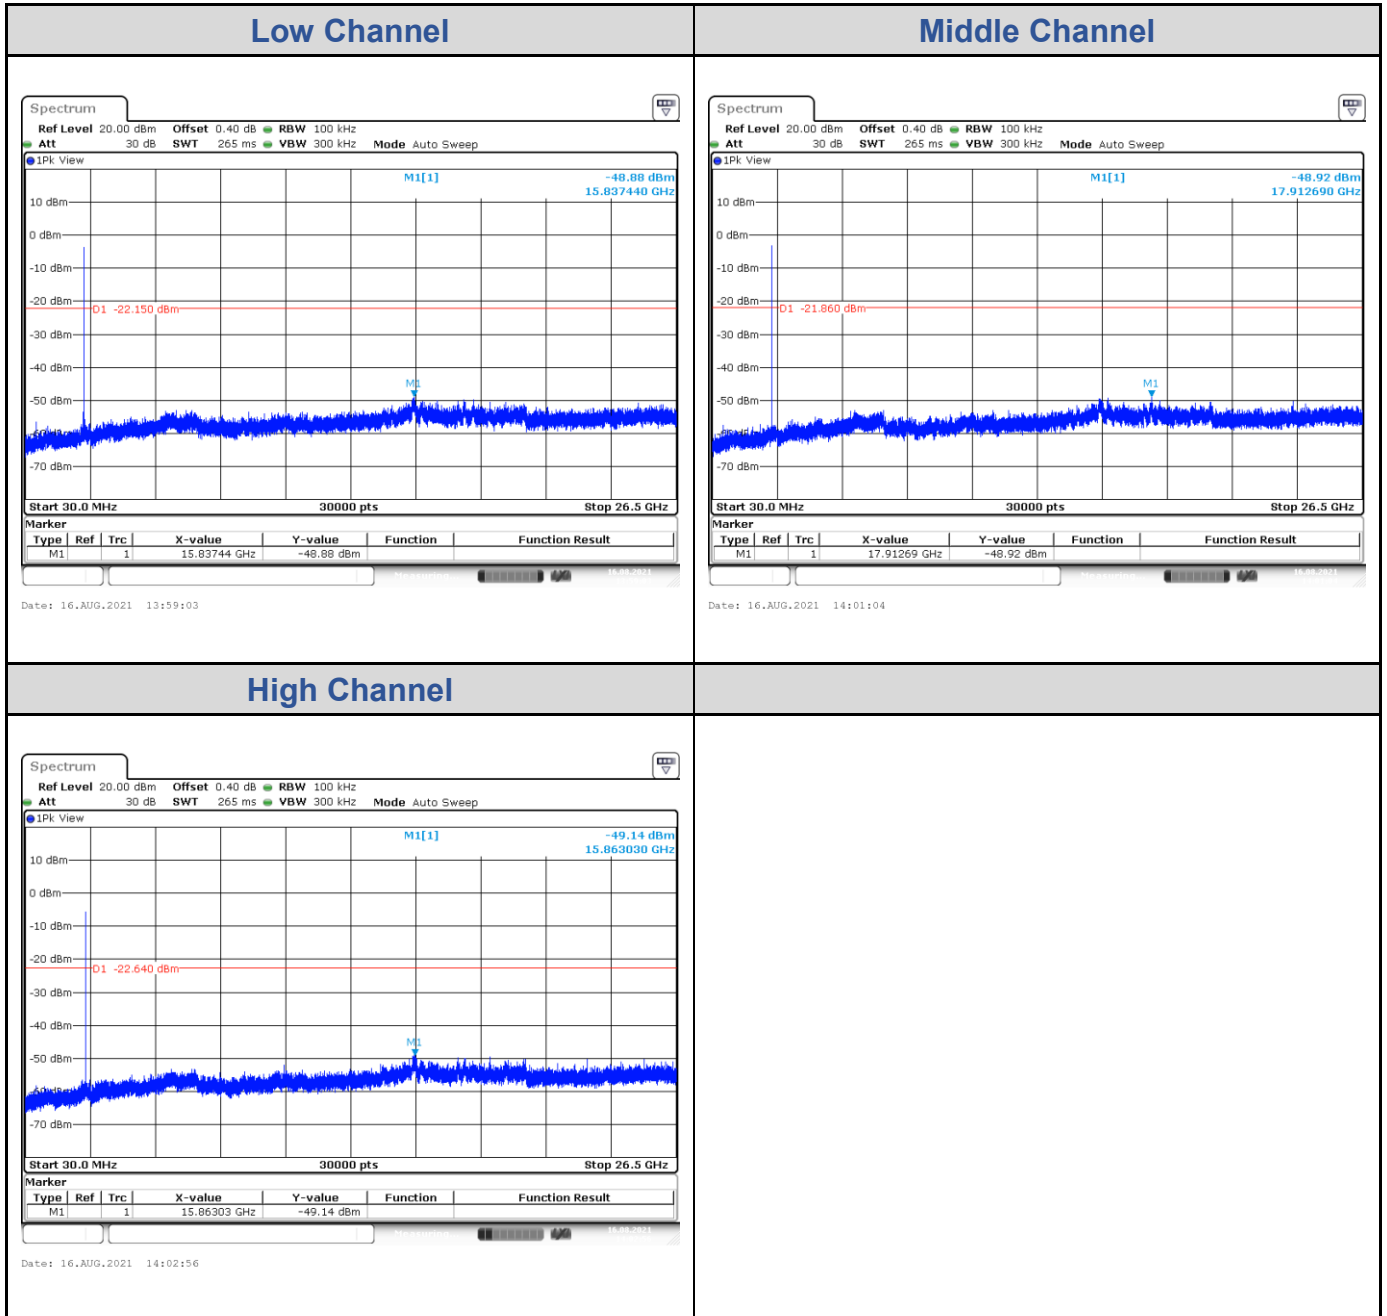 Low Channel
Spectrum
Ref Level 20.00 dBm Offset 0.40 dB RBW 100 kHz
Att 30 dB SWT 265 ms VBW 300 kHz Mode Auto Sweep
1Pk View
M1[1] -48.88 dBm
15.837440 GHz
10 dBm
0 dBm
-10 dBm
-20 dBm
D1 -22.150 dBm
-30 dBm
-40 dBm
M1
-50 dBm
-70 dBm
Start 30.0 MHz 30000 pts Stop 26.5 GHz
Marker
Type Ref Trc X-value Y-value Function Function Result
M1 1 15.83744 GHz -48.88 dBm
Measuring... 16.08.2021
Date: 16.AUG.2021 13:59:03
Middle Channel
Spectrum
Ref Level 20.00 dBm Offset 0.40 dB RBW 100 kHz
Att 30 dB SWT 265 ms VBW 300 kHz Mode Auto Sweep
1Pk View
M1[1] -48.92 dBm
17.912690 GHz
10 dBm
0 dBm
-10 dBm
-20 dBm
D1 -21.860 dBm
-30 dBm
-40 dBm
M1
-50 dBm
-70 dBm
Start 30.0 MHz 30000 pts Stop 26.5 GHz
Marker
Type Ref Trc X-value Y-value Function Function Result
M1 1 17.91269 GHz -48.92 dBm
Measuring... 16.08.2021
Date: 16.AUG.2021 14:01:04
High Channel
Spectrum
Ref Level 20.00 dBm Offset 0.40 dB RBW 100 kHz
Att 30 dB SWT 265 ms VBW 300 kHz Mode Auto Sweep
1Pk View
M1[1] -49.14 dBm
15.863030 GHz
10 dBm
0 dBm
-10 dBm
-20 dBm
D1 -22.640 dBm
-30 dBm
-40 dBm
M1
-50 dBm
-70 dBm
Start 30.0 MHz 30000 pts Stop 26.5 GHz
Marker
Type Ref Trc X-value Y-value Function Function Result
M1 1 15.86303 GHz -49.14 dBm
Measuring... 16.08.2021
Date: 16.AUG.2021 14:02:56